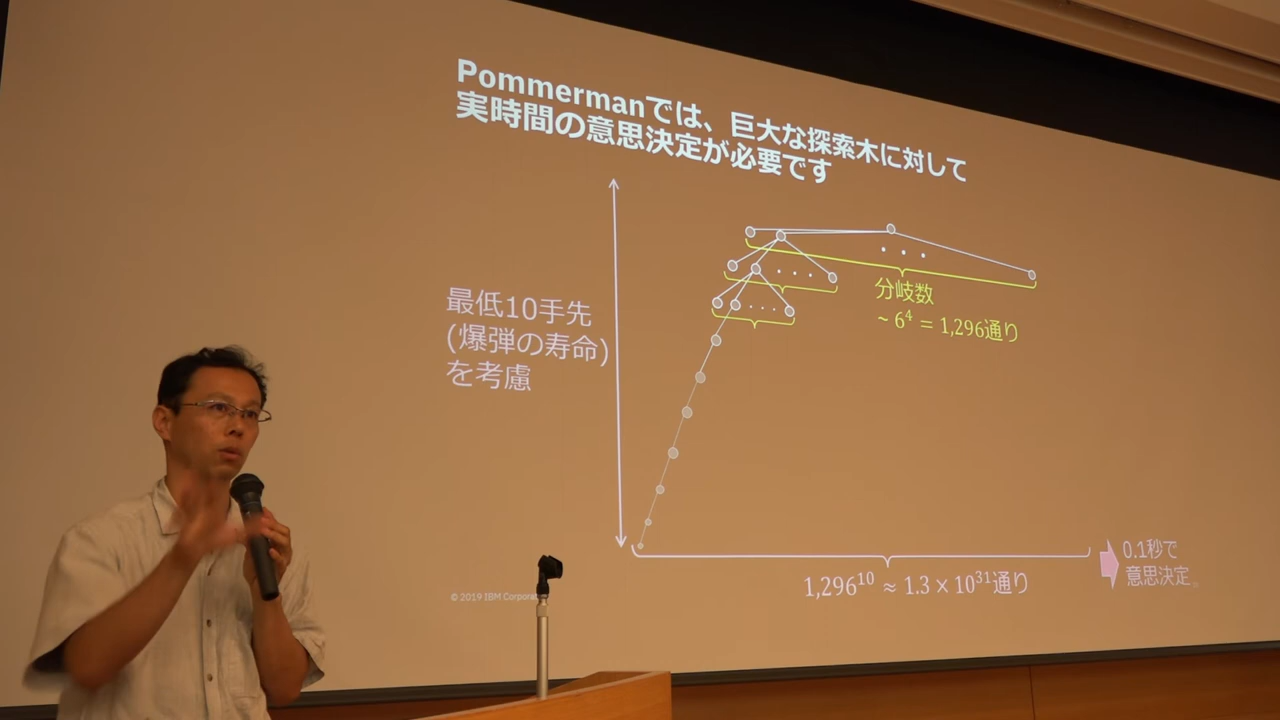 Pommermanでは、巨大な探索木に対して
実時間の意思決定が必要です
最低10手先
(爆弾の寿命)
を考慮
分岐数
~ 6⁴ = 1,296通り
1,296¹⁰ ≈ 1.3 × 10³¹通り
0.1秒で
意思決定
© 2019 IBM